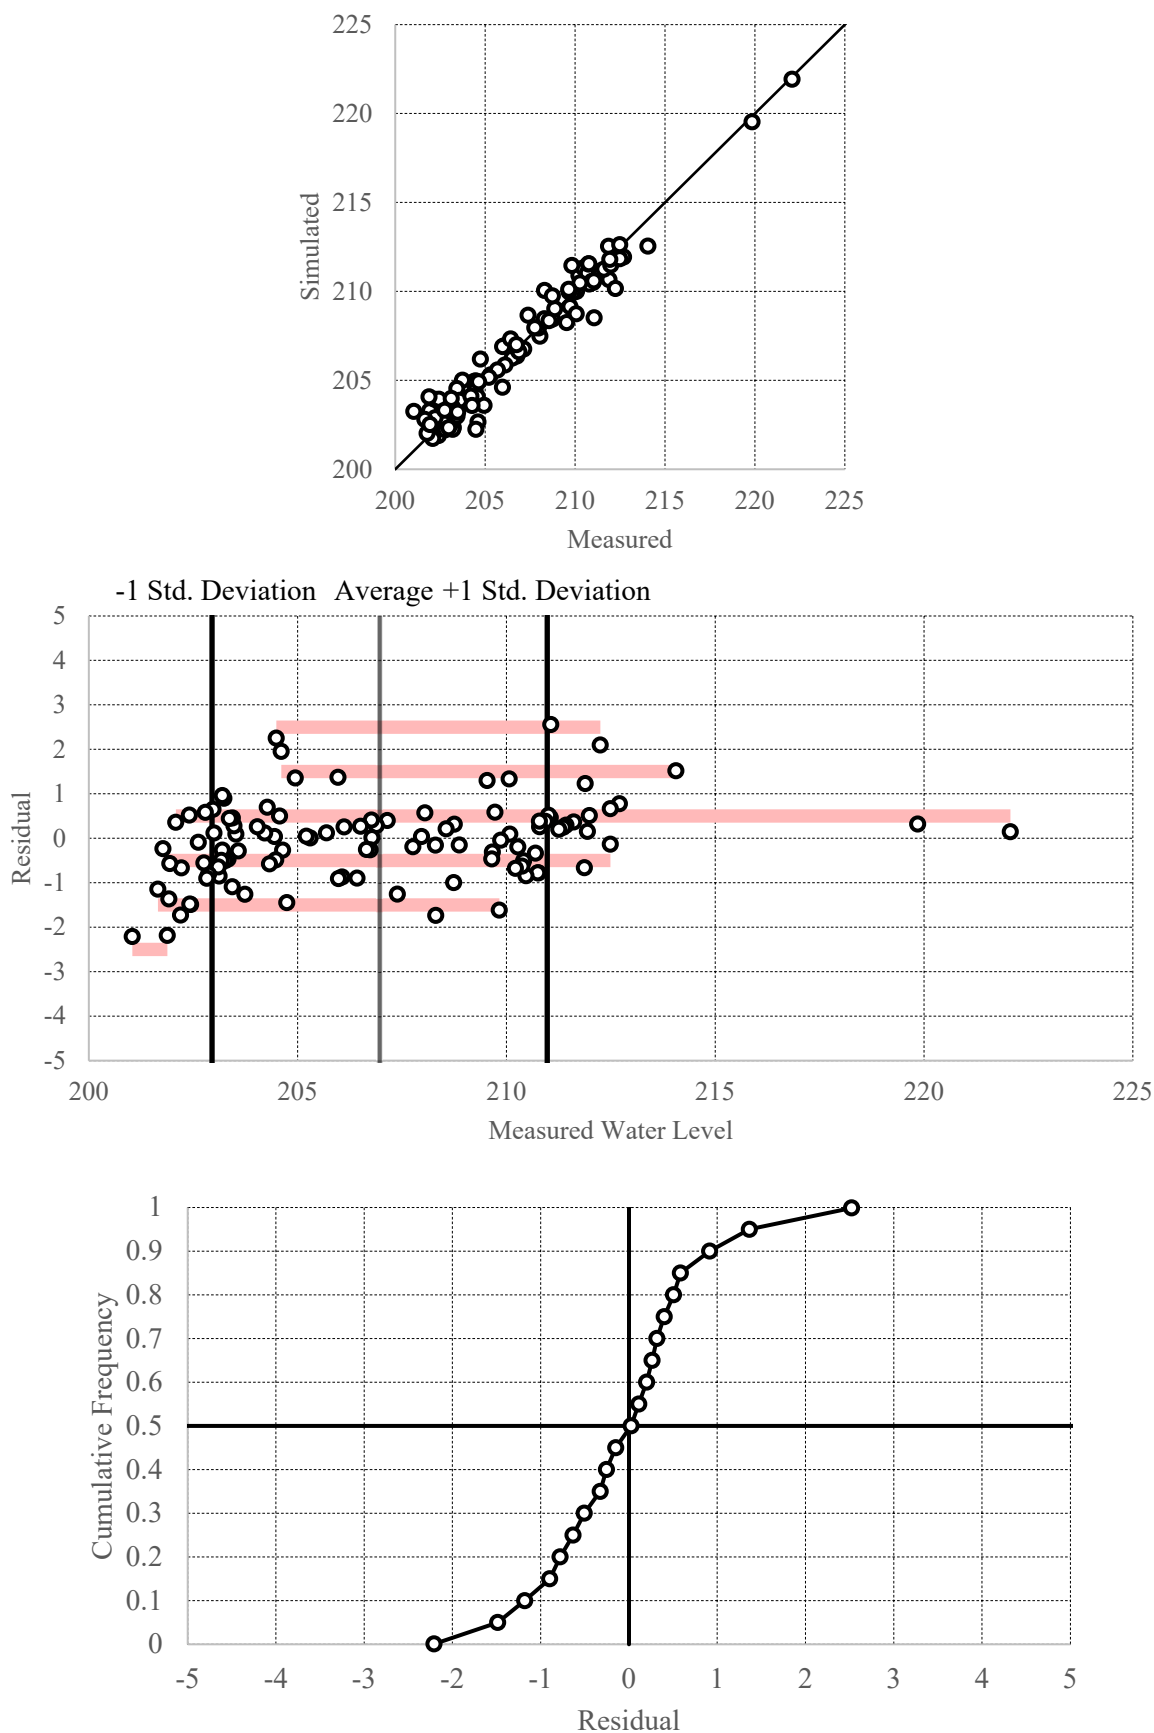 225
220
215
210
205
200
Simulated
200 205 210 215 220 225
Measured
-1 Std. Deviation Average +1 Std. Deviation
5
4
3
2
1
0
-1
-2
-3
-4
-5
Residual
200 205 210 215 220 225
Measured Water Level
1
0.9
0.8
0.7
0.6
0.5
0.4
0.3
0.2
0.1
0
Cumulative Frequency
-5 -4 -3 -2 -1 0 1 2 3 4 5
Residual